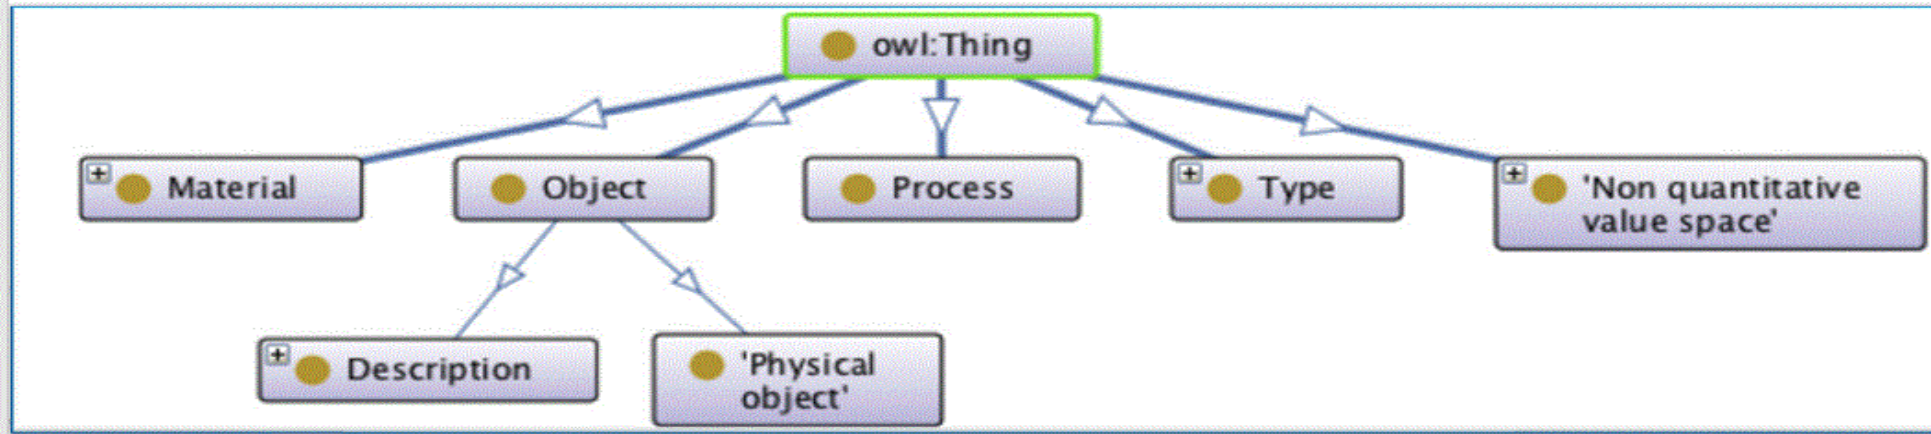 owl:Thing
Material
Object
Process
Type
'Non quantitative
value space'
Description
'Physical
object'